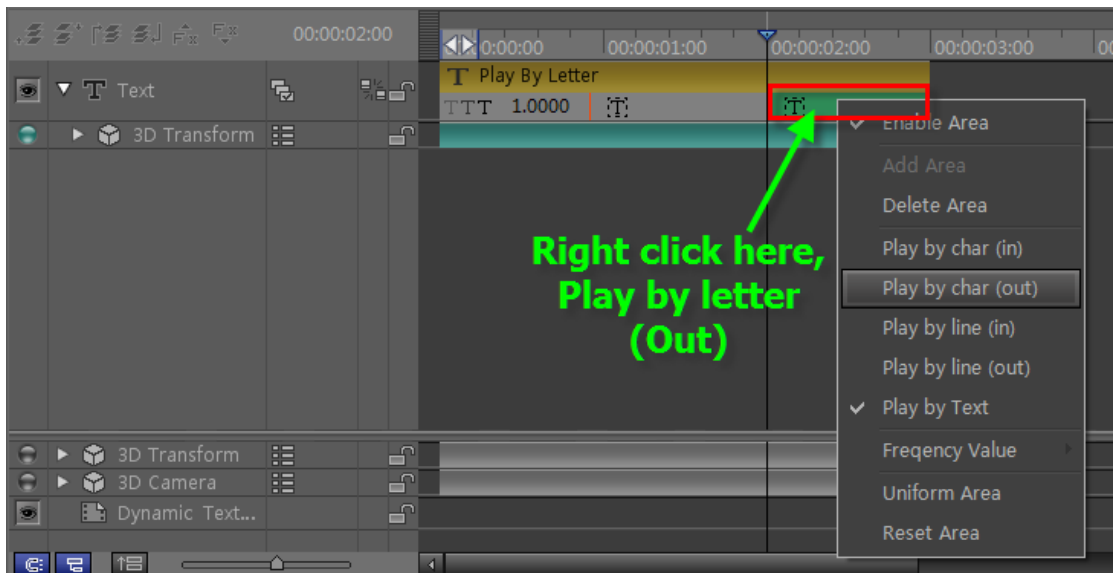 00:00:02:00
0:00:00
00:00:01:00
00:00:02:00
00:00:03:00
00
T Play By Letter
T Text
TTT 1.0000 T T
Enable Area
3D Transform
Add Area
Delete Area
Right click here,
Play by letter
(Out)
Play by char (in)
Play by char (out)
Play by line (in)
Play by line (out)
Play by Text
3D Transform
Freqency Value
3D Camera
Uniform Area
Dynamic Text...
Reset Area